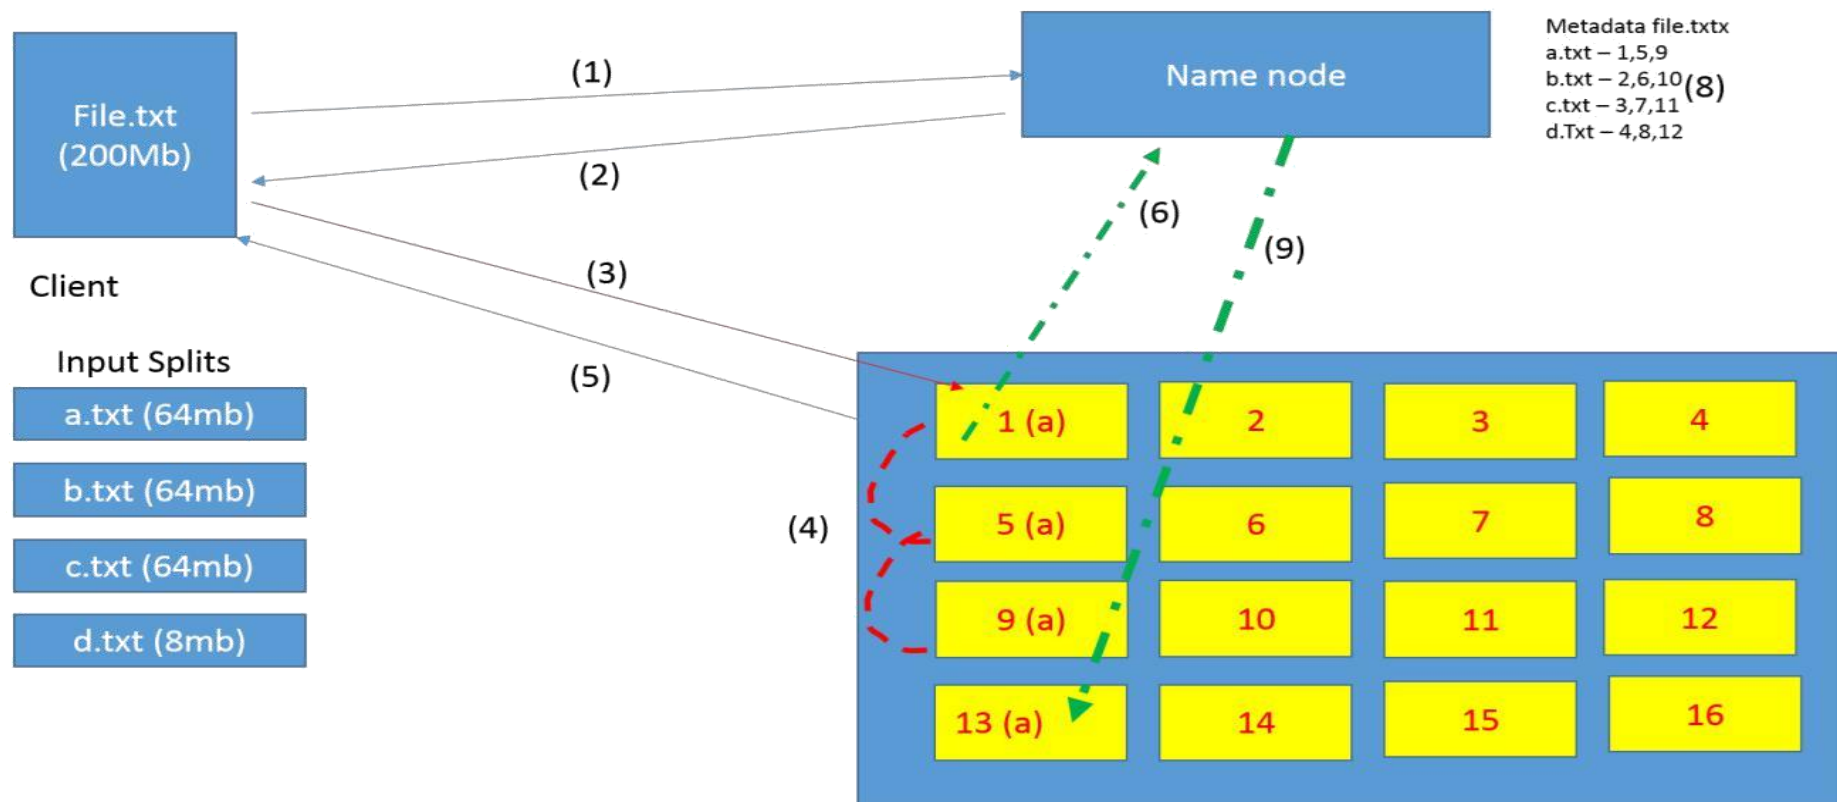 File.txt
(200Mb)
Client
Input Splits
a.txt (64mb)
b.txt (64mb)
c.txt (64mb)
d.txt (8mb)
(1)
(2)
(3)
(5)
Name node
Metadata file.txtx
a.txt – 1,5,9
b.txt – 2,6,10
c.txt – 3,7,11
d.Txt – 4,8,12
(8)
(6)
(9)
(4)
1 (a)
2
3
4
5 (a)
6
7
8
9 (a)
10
11
12
13 (a)
14
15
16